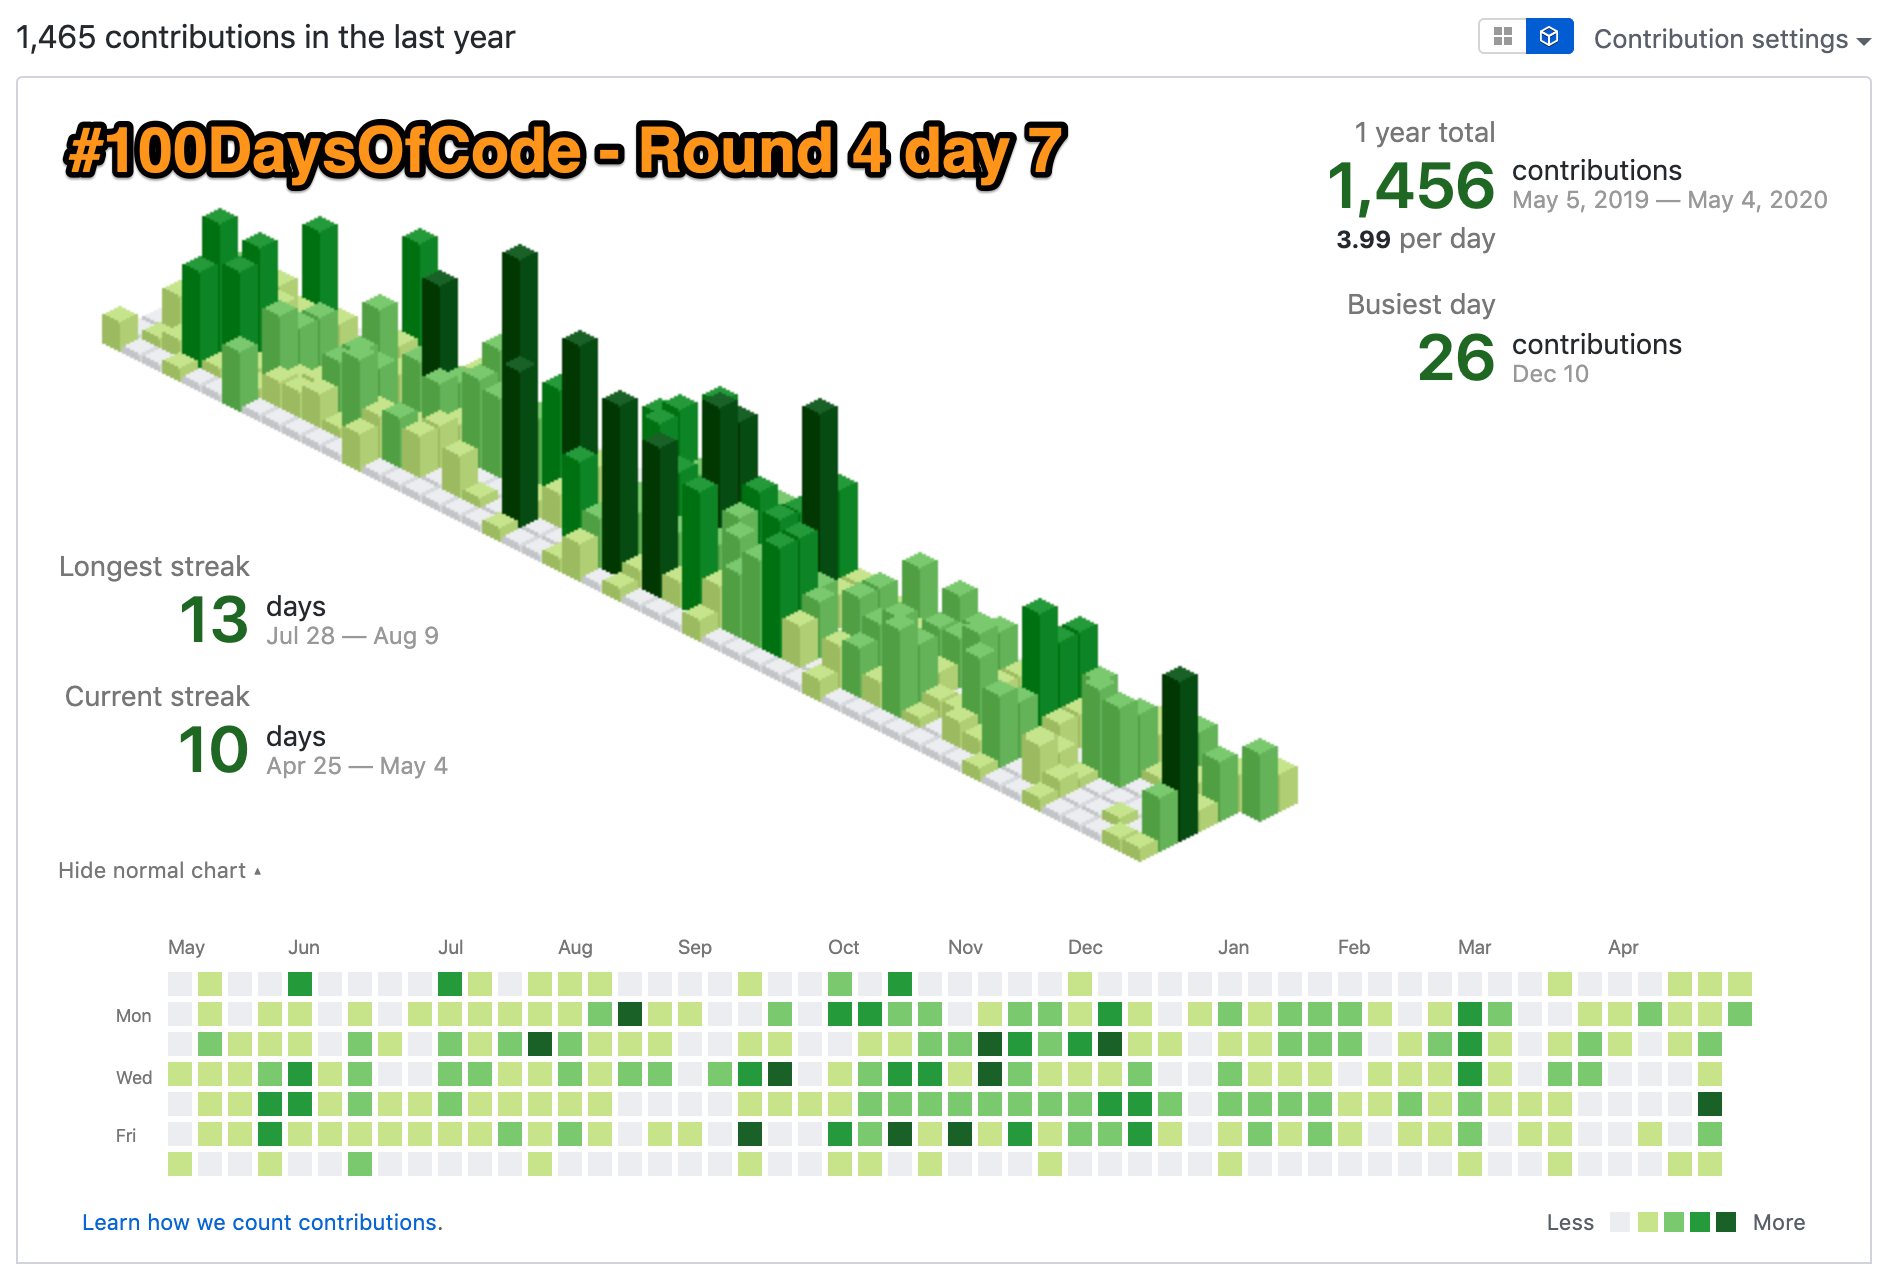 1,465 contributions in the last year
Contribution settings
#100DaysOfCode - Round 4 day 7
1 year total
1,456 contributions
May 5, 2019 — May 4, 2020
3.99 per day
Busiest day
26 contributions
Dec 10
Longest streak
13 days
Jul 28 — Aug 9
Current streak
10 days
Apr 25 — May 4
Hide normal chart
May Jun Jul Aug Sep Oct Nov Dec Jan Feb Mar Apr
Mon
Wed
Fri
Learn how we count contributions.
Less More